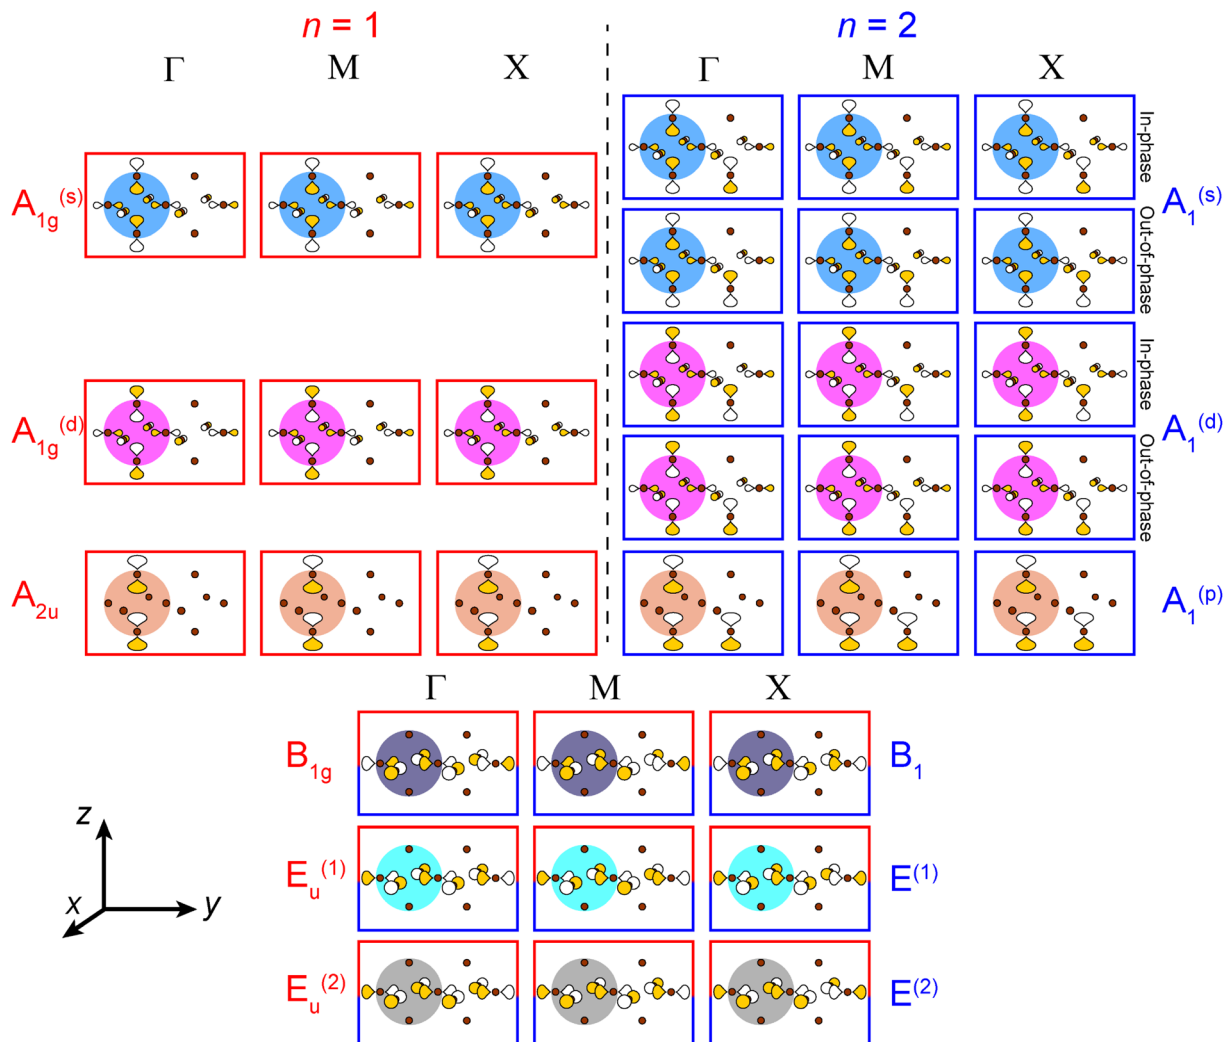 n = 1
n = 2
Γ M X
Γ M X
In-phase
A1g(s)
A1(s)
Out-of-phase
In-phase
A1g(d)
A1(d)
Out-of-phase
A2u
A1(p)
Γ M X
B1g
B1
z
Eu(1)
E(1)
x
y
Eu(2)
E(2)